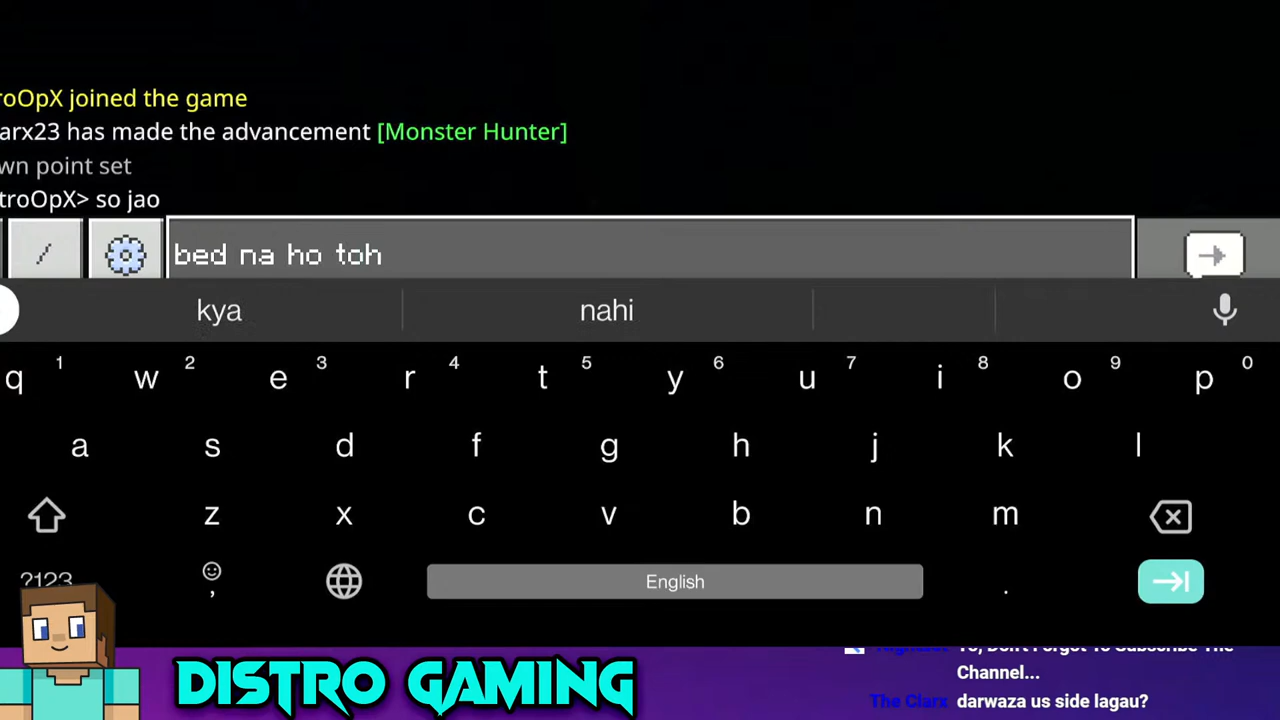 roOpX joined the game
arx23 has made the advancement [Monster Hunter]
wn point set
troOpX> so jao
/
bed na ho toh
kya nahi
1 2 3 4 5 6 7 8 9 0
q w e r t y u i o p
a s d f g h j k l
z x c v b n m
?123 , English .
DISTRO GAMING
To, Don't Forgot To Subscribe The
Channel...
The Clarx darwaza us side lagau?